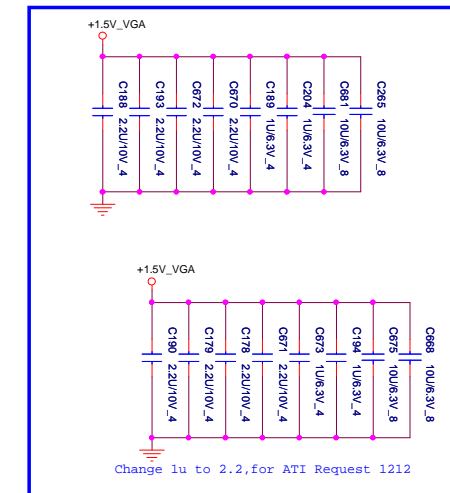 +1.5V_VGA
C188 2.2U/10V_4
C193 2.2U/10V_4
C672 2.2U/10V_4
C670 2.2U/10V_4
C189 1U/6.3V_4
C204 1U/6.3V_4
C681 10U/6.3V_8
C265 10U/6.3V_8
+1.5V_VGA
C190 2.2U/10V_4
C179 2.2U/10V_4
C178 2.2U/10V_4
C671 2.2U/10V_4
C673 1U/6.3V_4
C194 1U/6.3V_4
C675 10U/6.3V_8
C668 10U/6.3V_8
Change 1u to 2.2,for ATI Request 1212